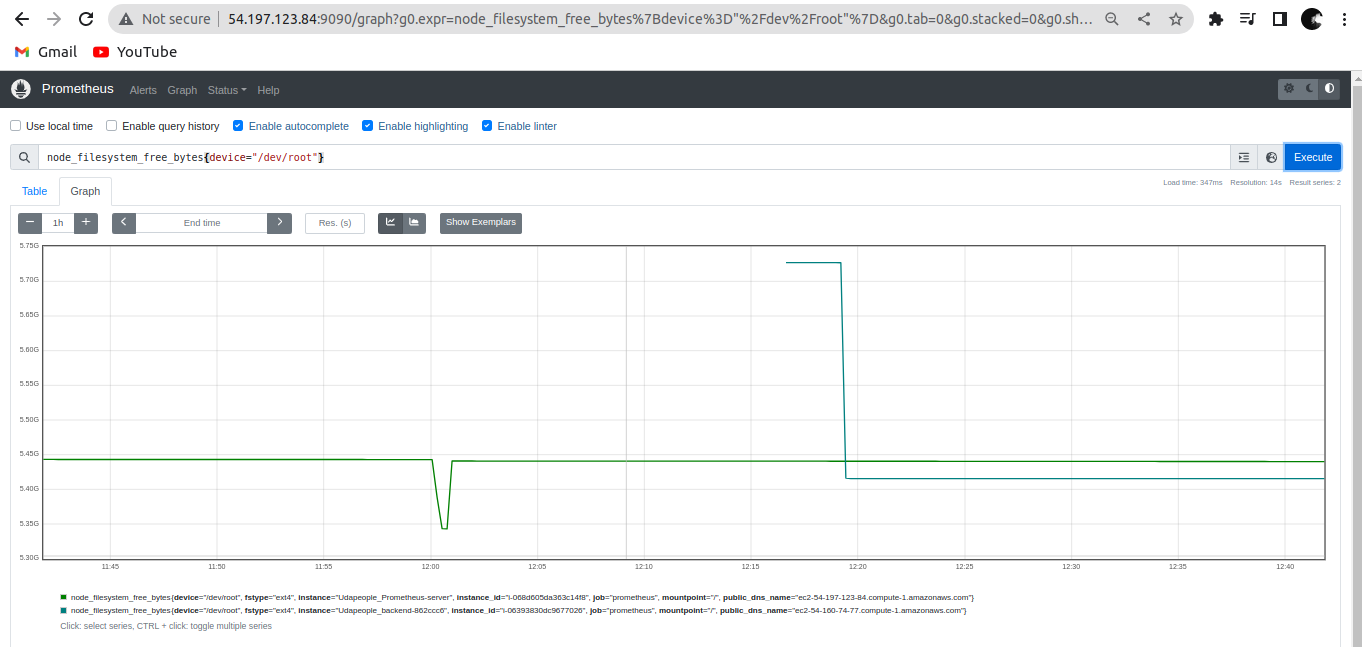 Not secure 54.197.123.84:9090/graph?g0.expr=node_filesystem_free_bytes%7Bdevice%3D"%2Fdev%2Froot"%7D&g0.tab=0&g0.stacked=0&g0.sh...
Gmail YouTube
Prometheus Alerts Graph Status Help
Use local time Enable query history Enable autocomplete Enable highlighting Enable linter
node_filesystem_free_bytes{device="/dev/root"} Execute
Load time: 347ms Resolution: 14s Result series: 2
Table Graph
− 1h + < End time > Res. (s) Show Exemplars
5.75G
5.70G
5.65G
5.60G
5.55G
5.50G
5.45G
5.40G
5.35G
5.30G
11:45 11:50 11:55 12:00 12:05 12:10 12:15 12:20 12:25 12:30 12:35 12:40
node_filesystem_free_bytes{device="/dev/root", fstype="ext4", instance="Udapeople_Prometheus-server", instance_id="i-068d605da363c14f8", job="prometheus", mountpoint="/", public_dns_name="ec2-54-197-123-84.compute-1.amazonaws.com"}
node_filesystem_free_bytes{device="/dev/root", fstype="ext4", instance="Udapeople_backend-862ccc6", instance_id="i-06393830dc9677026", job="prometheus", mountpoint="/", public_dns_name="ec2-54-160-74-77.compute-1.amazonaws.com"}
Click: select series, CTRL + click: toggle multiple series